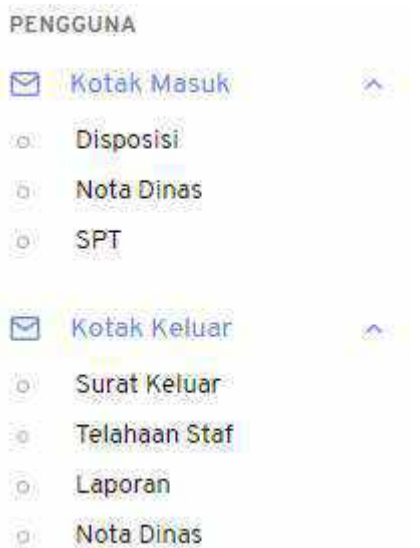 PENGGUNA
Kotak Masuk
Disposisi
Nota Dinas
SPT
Kotak Keluar
Surat Keluar
Telahaan Staf
Laporan
Nota Dinas